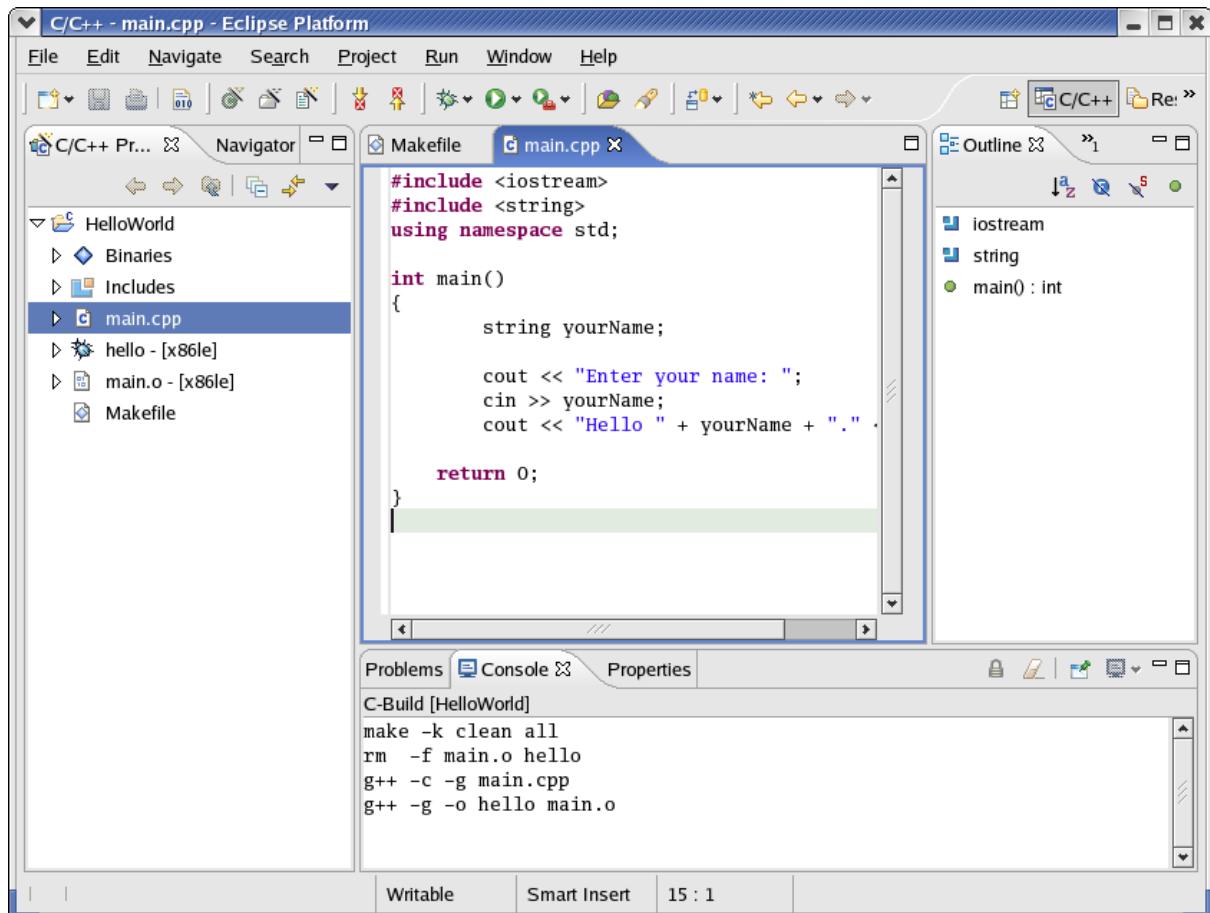 C/C++ - main.cpp - Eclipse Platform
File Edit Navigate Search Project Run Window Help
C/C++ Re: »
C/C++ Pr... Navigator
HelloWorld
Binaries
Includes
main.cpp
hello - [x86le]
main.o - [x86le]
Makefile
Makefile main.cpp
#include <iostream>
#include <string>
using namespace std;
int main()
{
string yourName;
cout << "Enter your name: ";
cin >> yourName;
cout << "Hello " + yourName + "."
return 0;
}
Outline »1
iostream
string
main() : int
Problems Console Properties
C-Build [HelloWorld]
make -k clean all
rm -f main.o hello
g++ -c -g main.cpp
g++ -g -o hello main.o
Writable Smart Insert 15 : 1